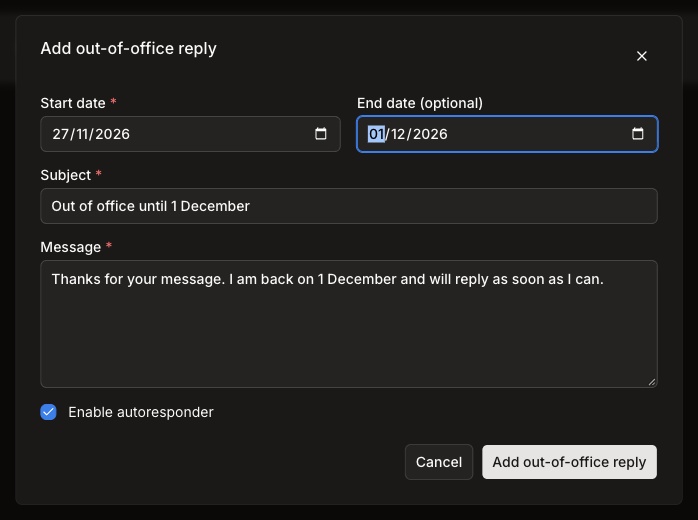 Add out-of-office reply
Start date * End date (optional)
27/11/2026 01/12/2026
Subject *
Out of office until 1 December
Message *
Thanks for your message. I am back on 1 December and will reply as soon as I can.
Enable autoresponder
Cancel Add out-of-office reply